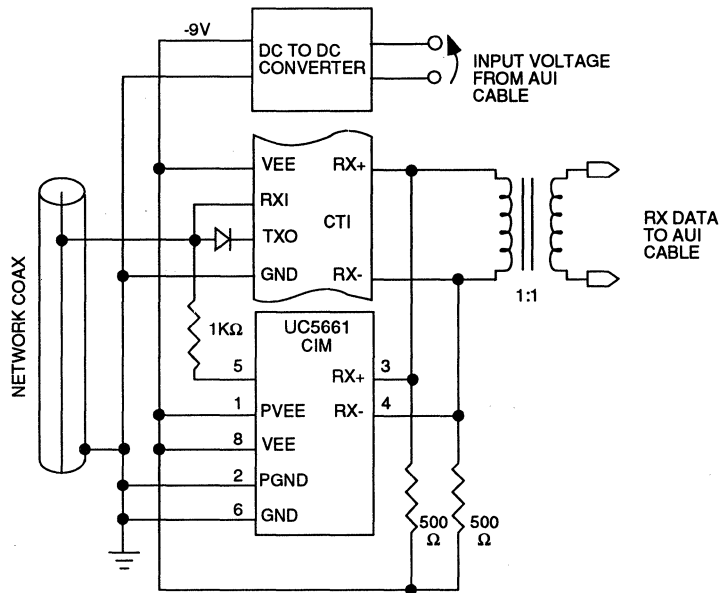 -9V
DC TO DC
CONVERTER
INPUT VOLTAGE
FROM AUI
CABLE
VEE
RX+
RXI
CTI
TXO
GND
RX-
1:1
RX DATA
TO AUI
CABLE
NETWORK COAX
1KΩ
UC5661
CIM
5
RX+
3
1
PVEE
RX-
4
8
VEE
2
PGND
6
GND
500
Ω
500
Ω